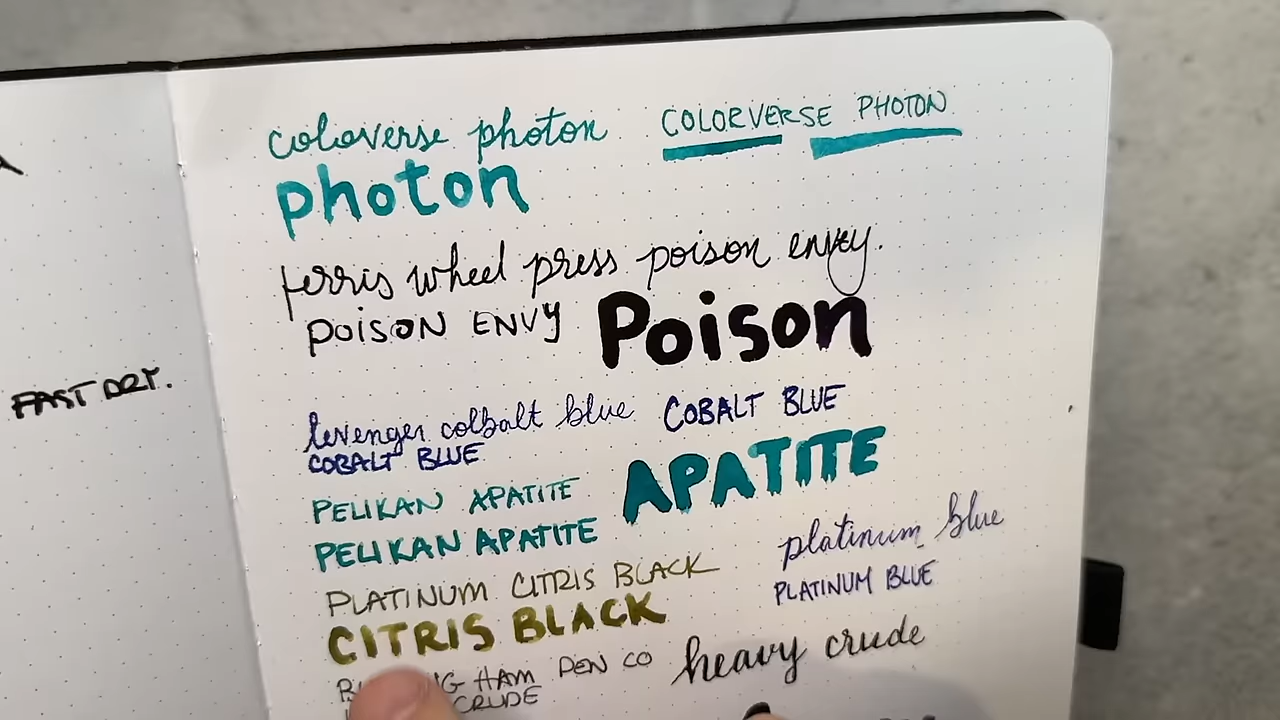 coloverse photon COLORVERSE PHOTON
photon
ferris wheel press poison envy.
POISON ENVY Poison
FAST DRY.
levenger colbalt blue COBALT BLUE
COBALT BLUE
PELIKAN APATITE APATITE
PELIKAN APATITE
platinum blue
PLATINUM CITRIS BLACK
PLATINUM BLUE
CITRIS BLACK
HAM PEN CO heavy crude
CRUDE